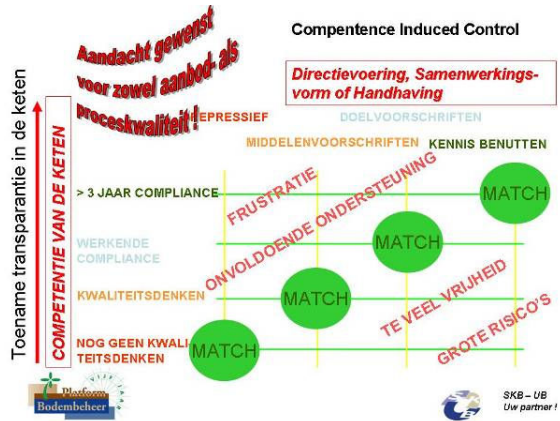 Compentence Induced Control
Aandacht gewenst
voor zowel aanbod- als
proceskwaliteit !
Directievoering, Samenwerkings-
vorm of Handhaving
EPRESSIEF
DOELVOORSCHRIFTEN
MIDDELENVOORSCHRIFTEN
KENNIS BENUTTEN
Toename transparantie in de keten
COMPETENTIE VAN DE KETEN
> 3 JAAR COMPLIANCE
FRUSTRATIE
MATCH
WERKENDE
COMPLIANCE
ONVOLDOENDE ONDERSTEUNING
MATCH
KWALITEITSDENKEN
MATCH
TE VEEL VRIJHEID
NOG GEEN KWALI
TEITSDENKEN
MATCH
GROTE RISICO'S
Platform
Bodembeheer
SKB – UB
Uw partner !